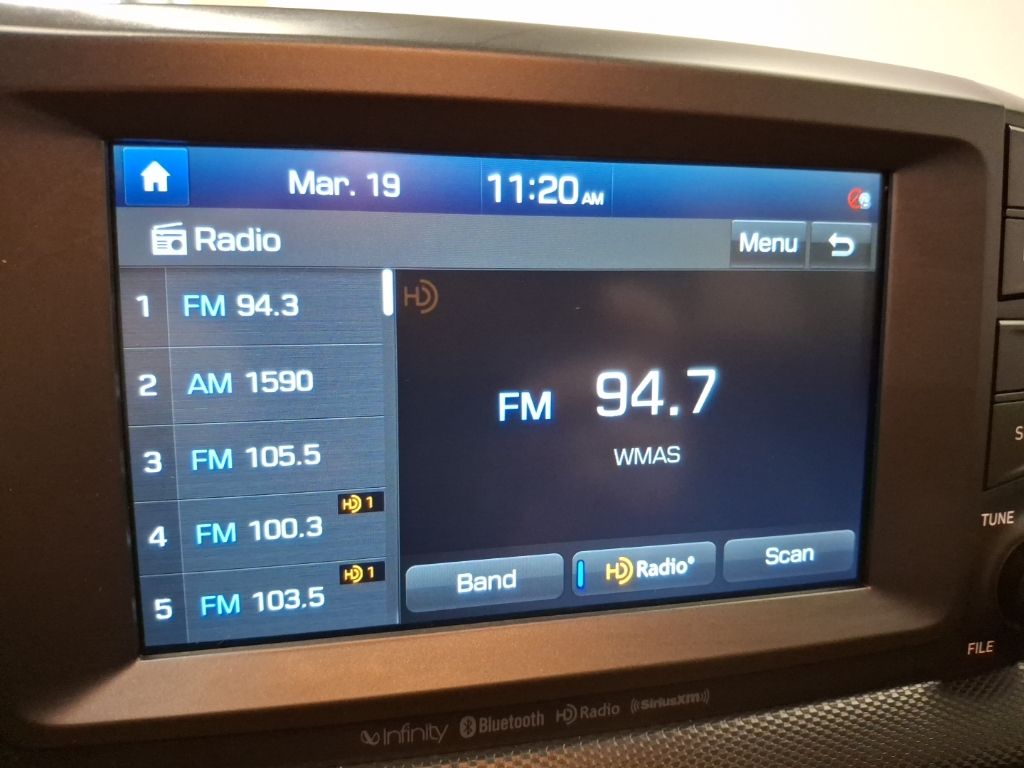 Mar. 19 11:20 AM
Radio Menu
1 FM 94.3
2 AM 1590
3 FM 105.5
4 FM 100.3 HD 1
5 FM 103.5 HD 1
HD
FM 94.7
WMAS
Band HD Radio® Scan
TUNE
FILE
Infinity Bluetooth HD Radio ((SiriusXM))